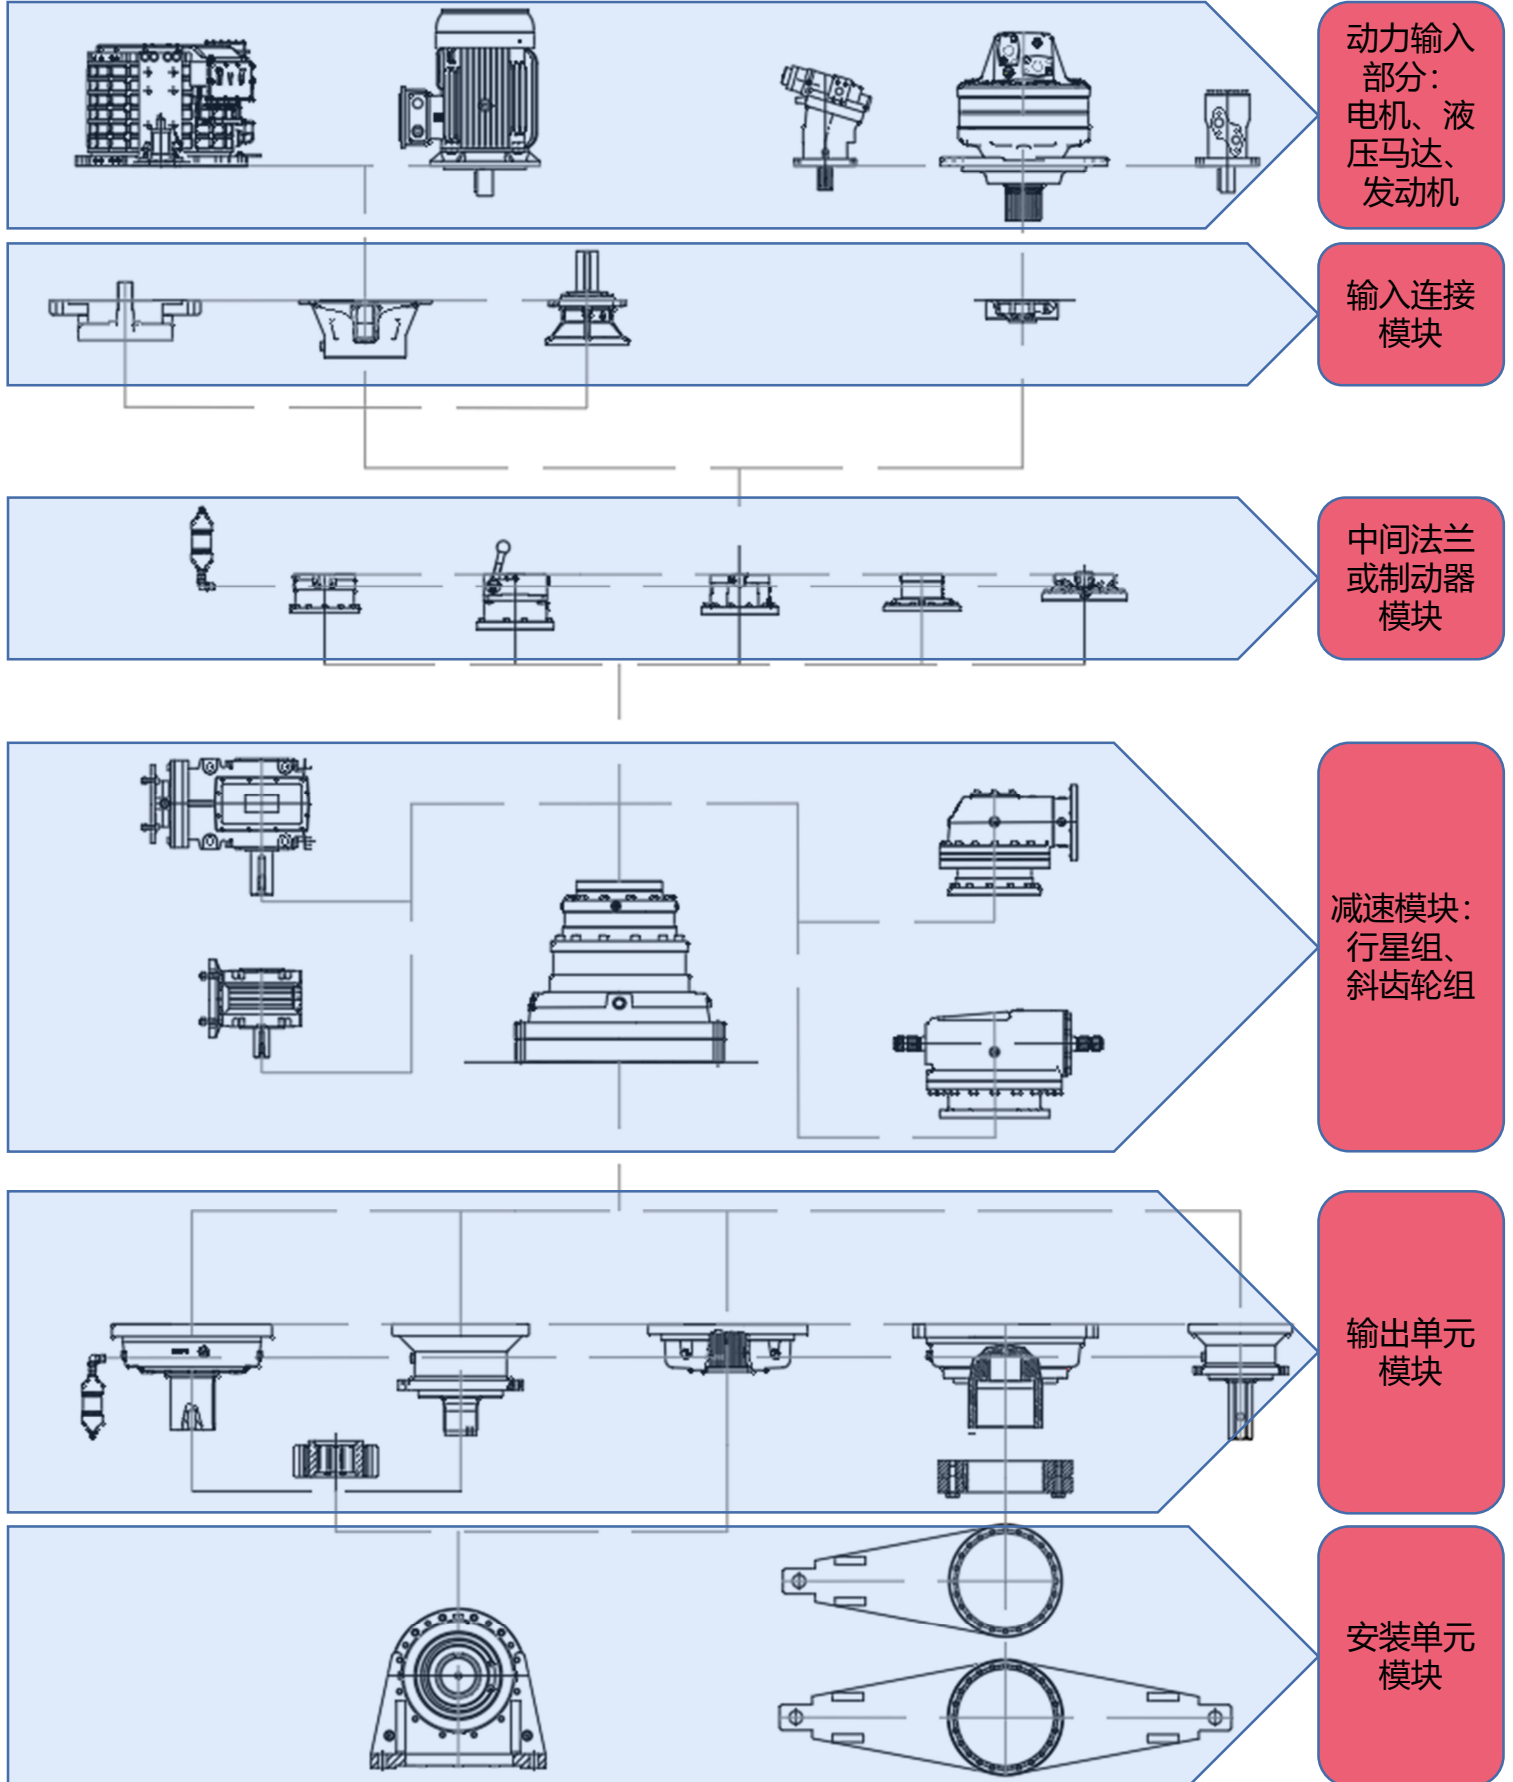 动力输入
部分：
电机、液
压马达、
发动机
输入连接
模块
中间法兰
或制动器
模块
减速模块：
行星组、
斜齿轮组
输出单元
模块
安装单元
模块